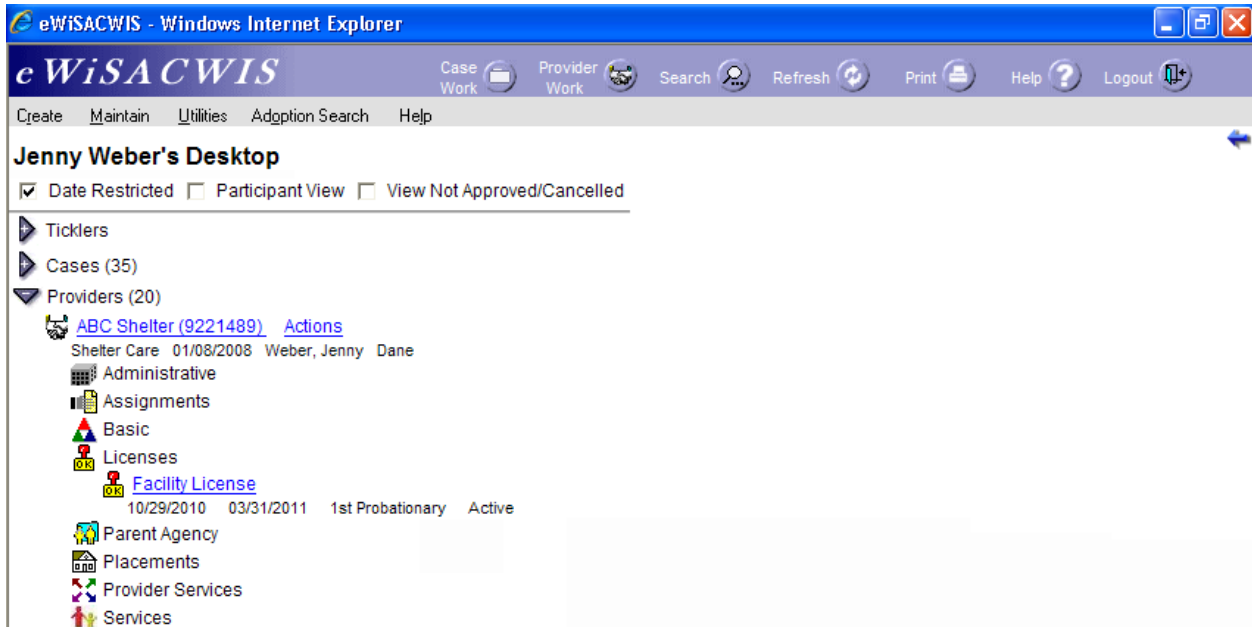 eWiSACWIS - Windows Internet Explorer
e WiSACWIS Case Work Provider Work Search Refresh Print Help Logout
Create Maintain Utilities Adoption Search Help
Jenny Weber's Desktop
Date Restricted Participant View View Not Approved/Cancelled
Ticklers
Cases (35)
Providers (20)
ABC Shelter (9221489) Actions
Shelter Care 01/08/2008 Weber, Jenny Dane
Administrative
Assignments
Basic
OK Licenses
OK Facility License
10/29/2010 03/31/2011 1st Probationary Active
Parent Agency
Placements
Provider Services
Services